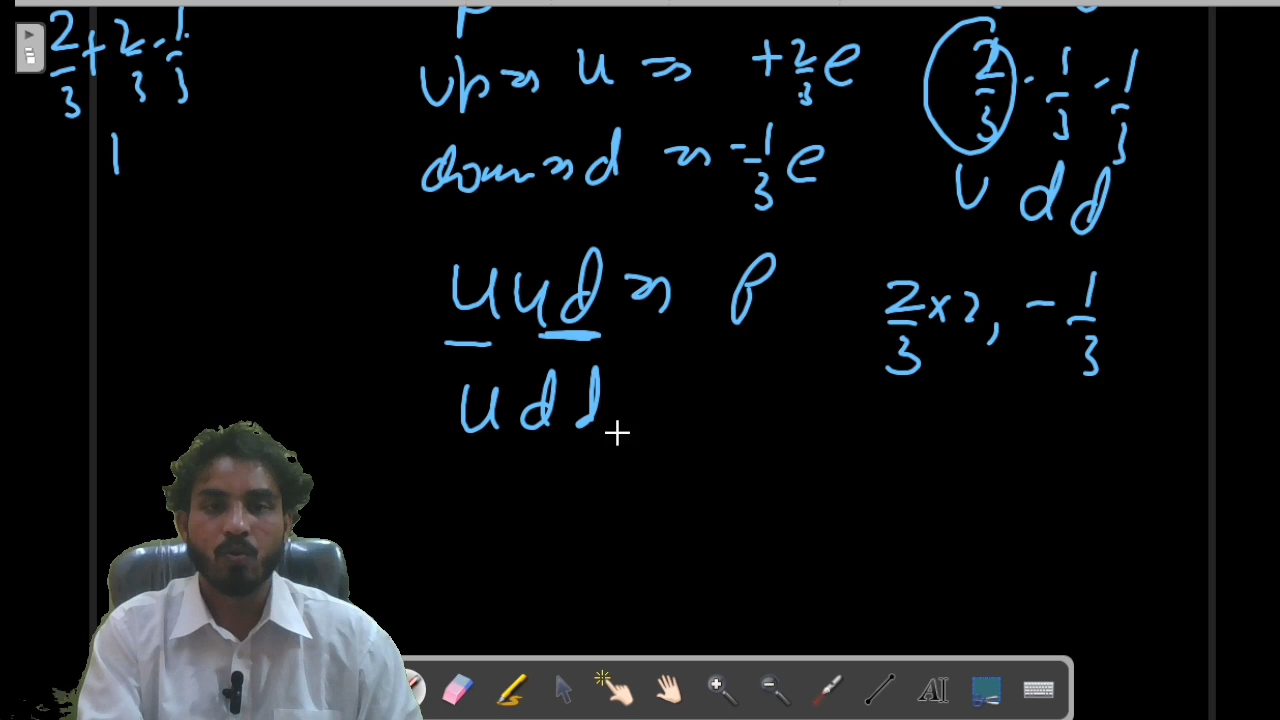 2/3 + 2/3 - 1/3
1
up ≈ u ≈ +2/3 e
down ≈ d ≈ -1/3 e
2/3 - 1/3 - 1/3
u d d
uud ≈ p
2/3 × 2, - 1/3
udd
AI